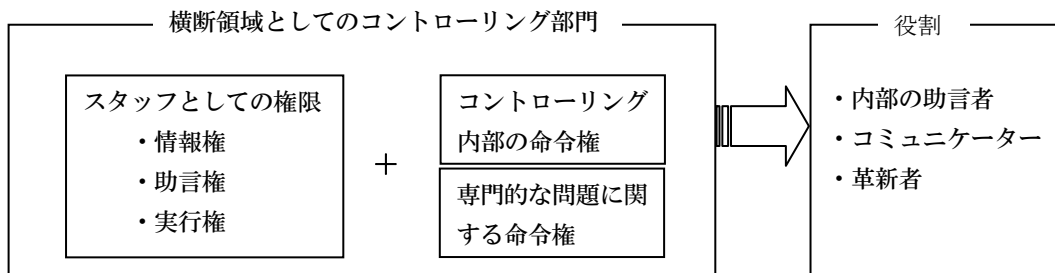 横断領域としてのコントローリング部門
スタッフとしての権限
・情報権
・助言権
・実行権
＋
コントローリング
内部の命令権
専門的な問題に関
する命令権
役割
・内部の助言者
・コミュニケーター
・革新者